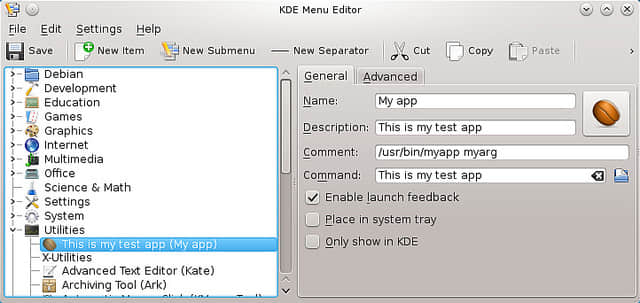 KDE Menu Editor
File Edit Settings Help
Save New Item New Submenu New Separator Cut Copy Paste
Debian
Development
Education
Games
Graphics
Internet
Multimedia
Office
Science & Math
Settings
System
Utilities
This is my test app (My app)
X-Utilities
Advanced Text Editor (Kate)
Archiving Tool (Ark)
General Advanced
Name: My app
Description: This is my test app
Comment: /usr/bin/myapp myarg
Command: This is my test app
Enable launch feedback
Place in system tray
Only show in KDE